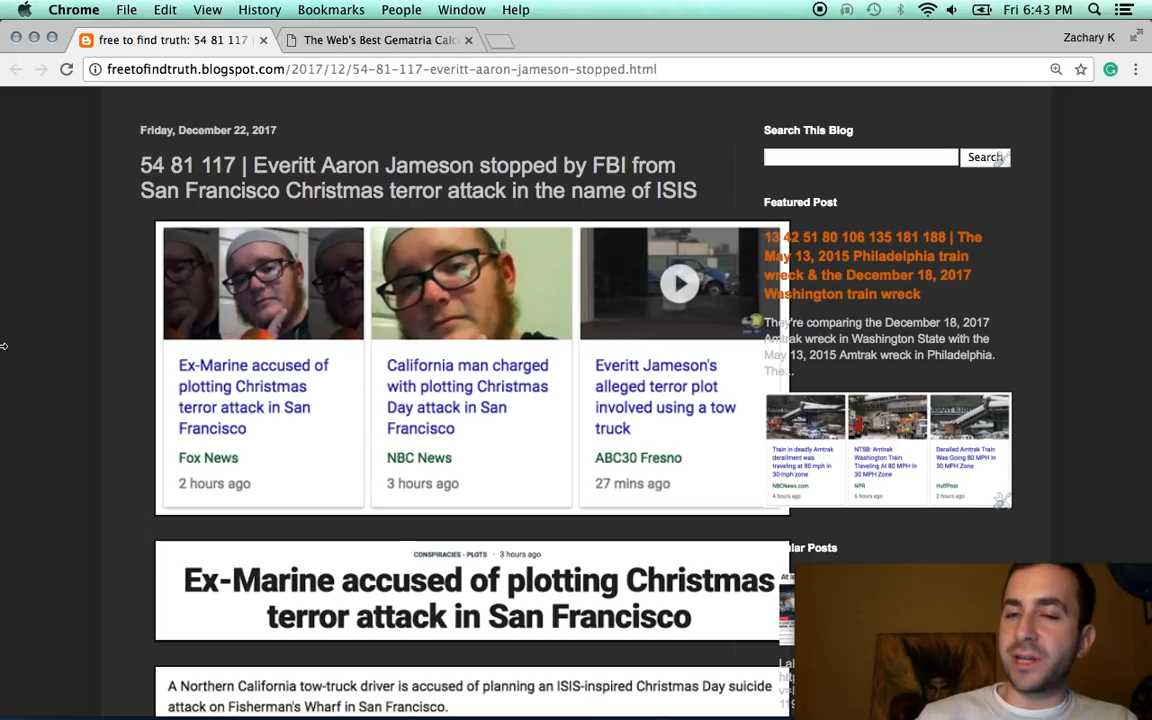 Chrome File Edit View History Bookmarks People Window Help Fri 6:43 PM
free to find truth: 54 81 117 The Web's Best Gematria Calc Zachary K
freetofindtruth.blogspot.com/2017/12/54-81-117-everitt-aaron-jameson-stopped.html
Friday, December 22, 2017
54 81 117 | Everitt Aaron Jameson stopped by FBI from
San Francisco Christmas terror attack in the name of ISIS
Ex-Marine accused of
plotting Christmas
terror attack in San
Francisco
Fox News
2 hours ago
California man charged
with plotting Christmas
Day attack in San
Francisco
NBC News
3 hours ago
Everitt Jameson's
alleged terror plot
involved using a tow
truck
ABC30 Fresno
27 mins ago
CONSPIRACIES - PLOTS · 3 hours ago
Ex-Marine accused of plotting Christmas
terror attack in San Francisco
A Northern California tow-truck driver is accused of planning an ISIS-inspired Christmas Day suicide
attack on Fisherman's Wharf in San Francisco.
Search This Blog
Search
Featured Post
13 42 51 80 106 135 181 188 | The
May 13, 2015 Philadelphia train
wreck & the December 18, 2017
Washington train wreck
They're comparing the December 18, 2017
Amtrak wreck in Washington State with the
May 13, 2015 Amtrak wreck in Philadelphia.
The...
Train in deadly Amtrak
derailment was
traveling at 80 mph in
30-mph zone
NBCNews.com
4 hours ago
NTSB: Amtrak
Washington Train
Traveling At 80 MPH In
30 MPH Zone
NPR
6 hours ago
Derailed Amtrak Train
Was Going 80 MPH in
30 MPH Zone
HuffPost
2 hours ago
ular Posts